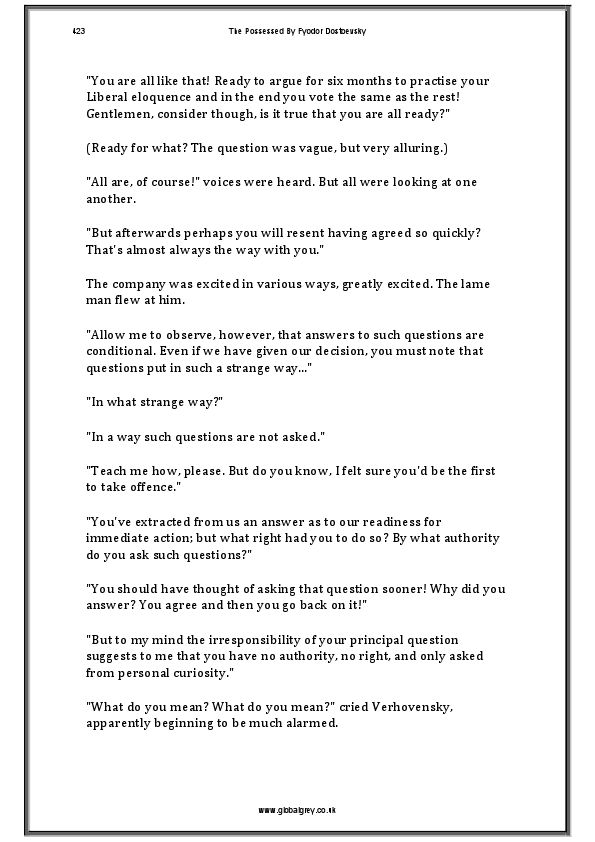 423 The Possessed By Fyodor Dostoevsky
"You are all like that! Ready to argue for six months to practise your
Liberal eloquence and in the end you vote the same as the rest!
Gentlemen, consider though, is it true that you are all ready?"
(Ready for what? The question was vague, but very alluring.)
"All are, of course!" voices were heard. But all were looking at one
another.
"But afterwards perhaps you will resent having agreed so quickly?
That's almost always the way with you."
The company was excited in various ways, greatly excited. The lame
man flew at him.
"Allow me to observe, however, that answers to such questions are
conditional. Even if we have given our decision, you must note that
questions put in such a strange way..."
"In what strange way?"
"In a way such questions are not asked."
"Teach me how, please. But do you know, I felt sure you'd be the first
to take offence."
"You've extracted from us an answer as to our readiness for
immediate action; but what right had you to do so? By what authority
do you ask such questions?"
"You should have thought of asking that question sooner! Why did you
answer? You agree and then you go back on it!"
"But to my mind the irresponsibility of your principal question
suggests to me that you have no authority, no right, and only asked
from personal curiosity."
"What do you mean? What do you mean?" cried Verhovensky,
apparently beginning to be much alarmed.
www.globalgrey.co.uk